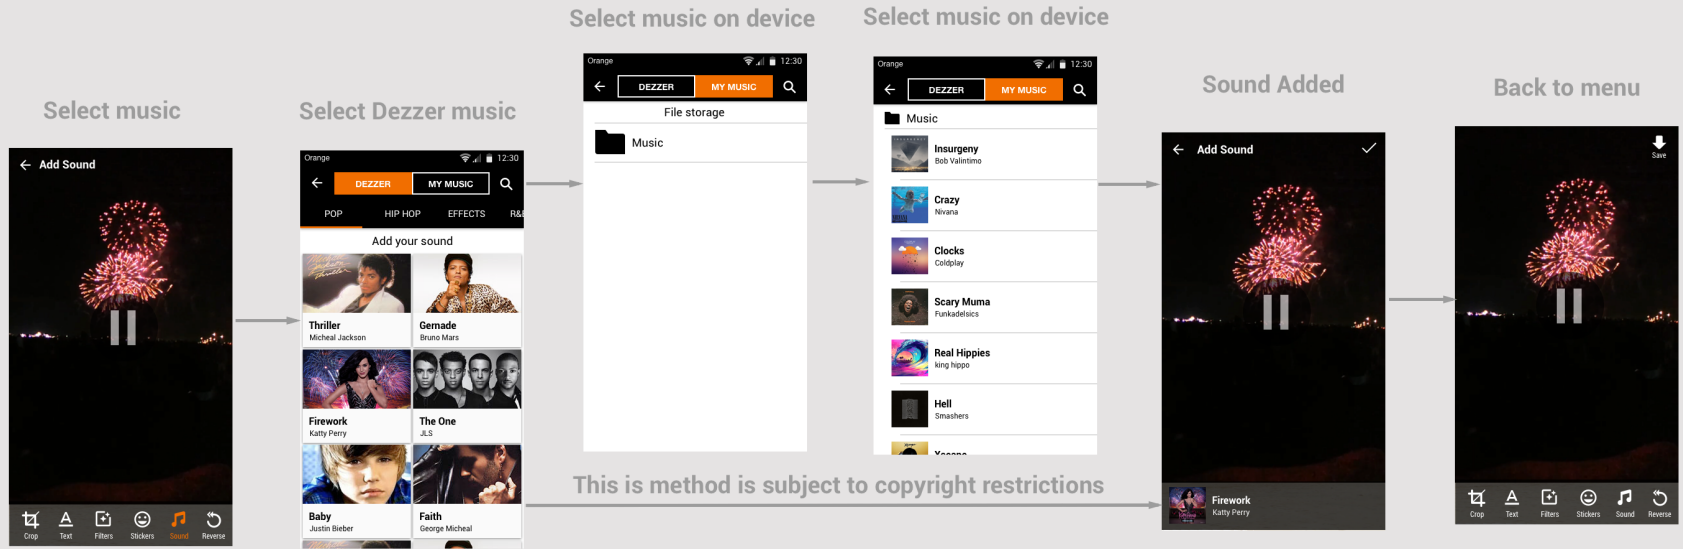 Select music
Add Sound
Crop
Text
Filters
Stickers
Sound
Reverse
Select Dezzer music
Orange
12:30
DEZZER
MY MUSIC
POP
HIP HOP
EFFECTS
Add your sound
Thriller
Micheal Jackson
Gernade
Bruno Mars
Firework
Katty Perry
The One
JLS
Baby
Justin Bieber
Faith
George Micheal
Select music on device
Orange
12:30
DEZZER
MY MUSIC
File storage
Music
Select music on device
Orange
12:30
DEZZER
MY MUSIC
Music
Insurgeny
Bob Valintimo
Crazy
Nivana
Clocks
Coldplay
Scary Muma
Funkadelsics
Real Hippies
king hippo
Hell
Smashers
This is method is subject to copyright restrictions
Sound Added
Add Sound
Firework
Katty Perry
Back to menu
Save
Crop
Text
Filters
Stickers
Sound
Reverse